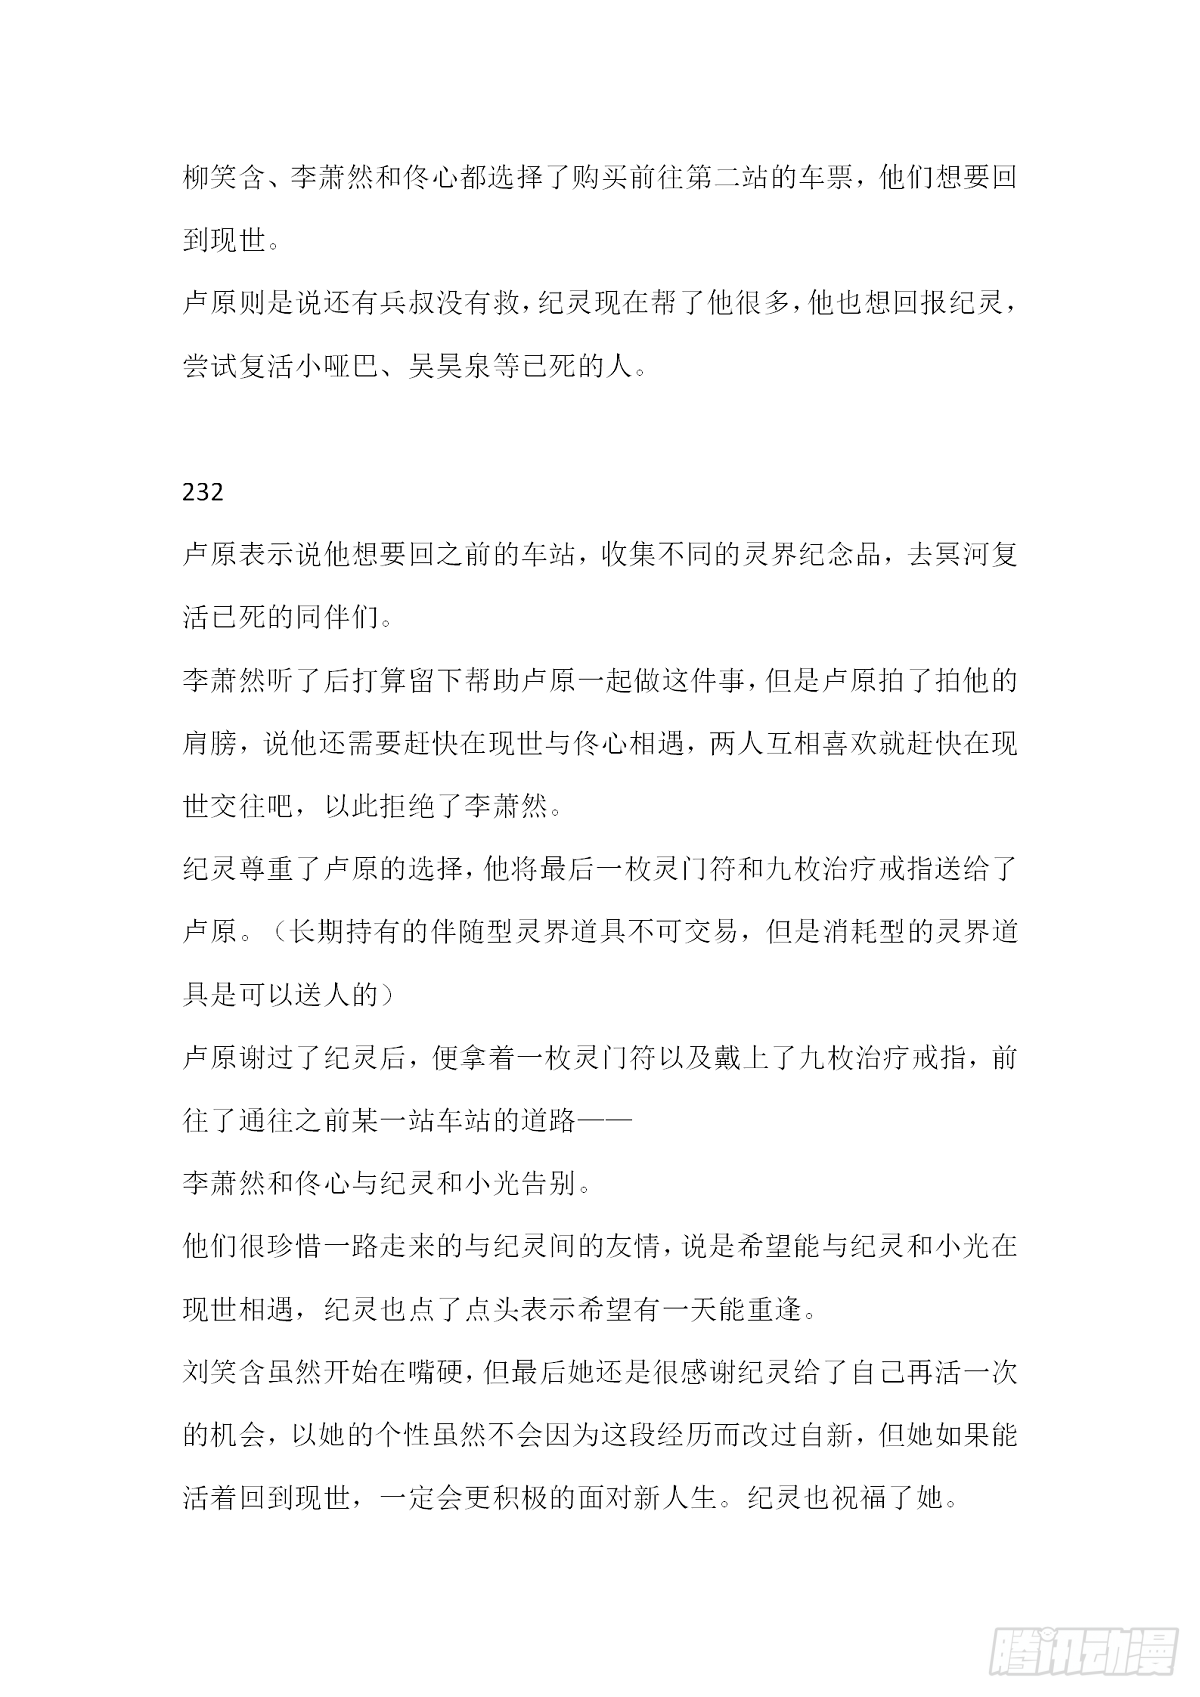 柳笑含、李萧然和佟心都选择了购买前往第二站的车票，他们想要回
到现世。
卢原则是说还有兵叔没有救，纪灵现在帮了他很多，他也想回报纪灵，
尝试复活小哑巴、吴昊泉等已死的人。
232
卢原表示说他想要回之前的车站，收集不同的灵界纪念品，去冥河复
活已死的同伴们。
李萧然听了后打算留下帮助卢原一起做这件事，但是卢原拍了拍他的
肩膀，说他还需要赶快在现世与佟心相遇，两人互相喜欢就赶快在现
世交往吧，以此拒绝了李萧然。
纪灵尊重了卢原的选择，他将最后一枚灵门符和九枚治疗戒指送给了
卢原。（长期持有的伴随型灵界道具不可交易，但是消耗型的灵界道
具是可以送人的）
卢原谢过了纪灵后，便拿着一枚灵门符以及戴上了九枚治疗戒指，前
往了通往之前某一站车站的道路——
李萧然和佟心与纪灵和小光告别。
他们很珍惜一路走来的与纪灵间的友情，说是希望能与纪灵和小光在
现世相遇，纪灵也点了点头表示希望有一天能重逢。
刘笑含虽然开始在嘴硬，但最后她还是很感谢纪灵给了自己再活一次
的机会，以她的个性虽然不会因为这段经历而改过自新，但她如果能
活着回到现世，一定会更积极的面对新人生。纪灵也祝福了她。
腾讯动漫